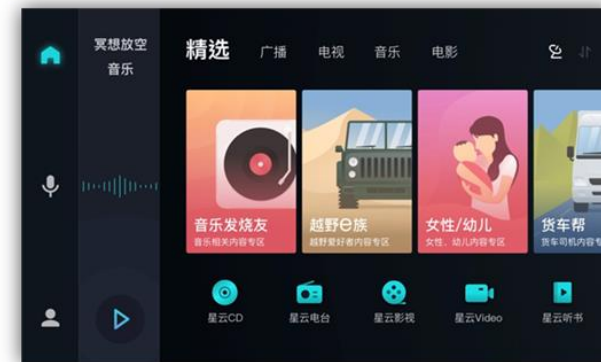 冥想放空
音乐
精选
广播
电视
音乐
电影
音乐发烧友
音乐相关内容专区
越野e族
越野爱好者内容专区
女性/幼儿
女性、幼儿内容专区
货车帮
货车司机内容专
星云CD
星云电台
星云影视
星云Video
星云听书